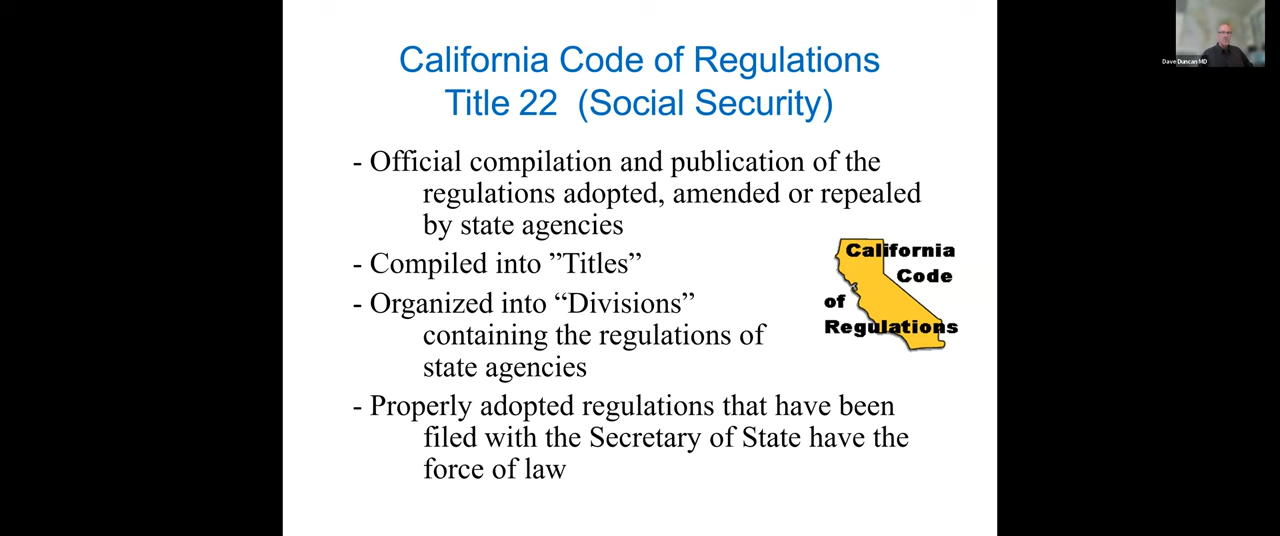 California Code of Regulations
Title 22 (Social Security)
- Official compilation and publication of the
regulations adopted, amended or repealed
by state agencies
- Compiled into ”Titles”
- Organized into “Divisions”
containing the regulations of
state agencies
- Properly adopted regulations that have been
filed with the Secretary of State have the
force of law
California
Code
of
Regulations
Dave Duncan MD